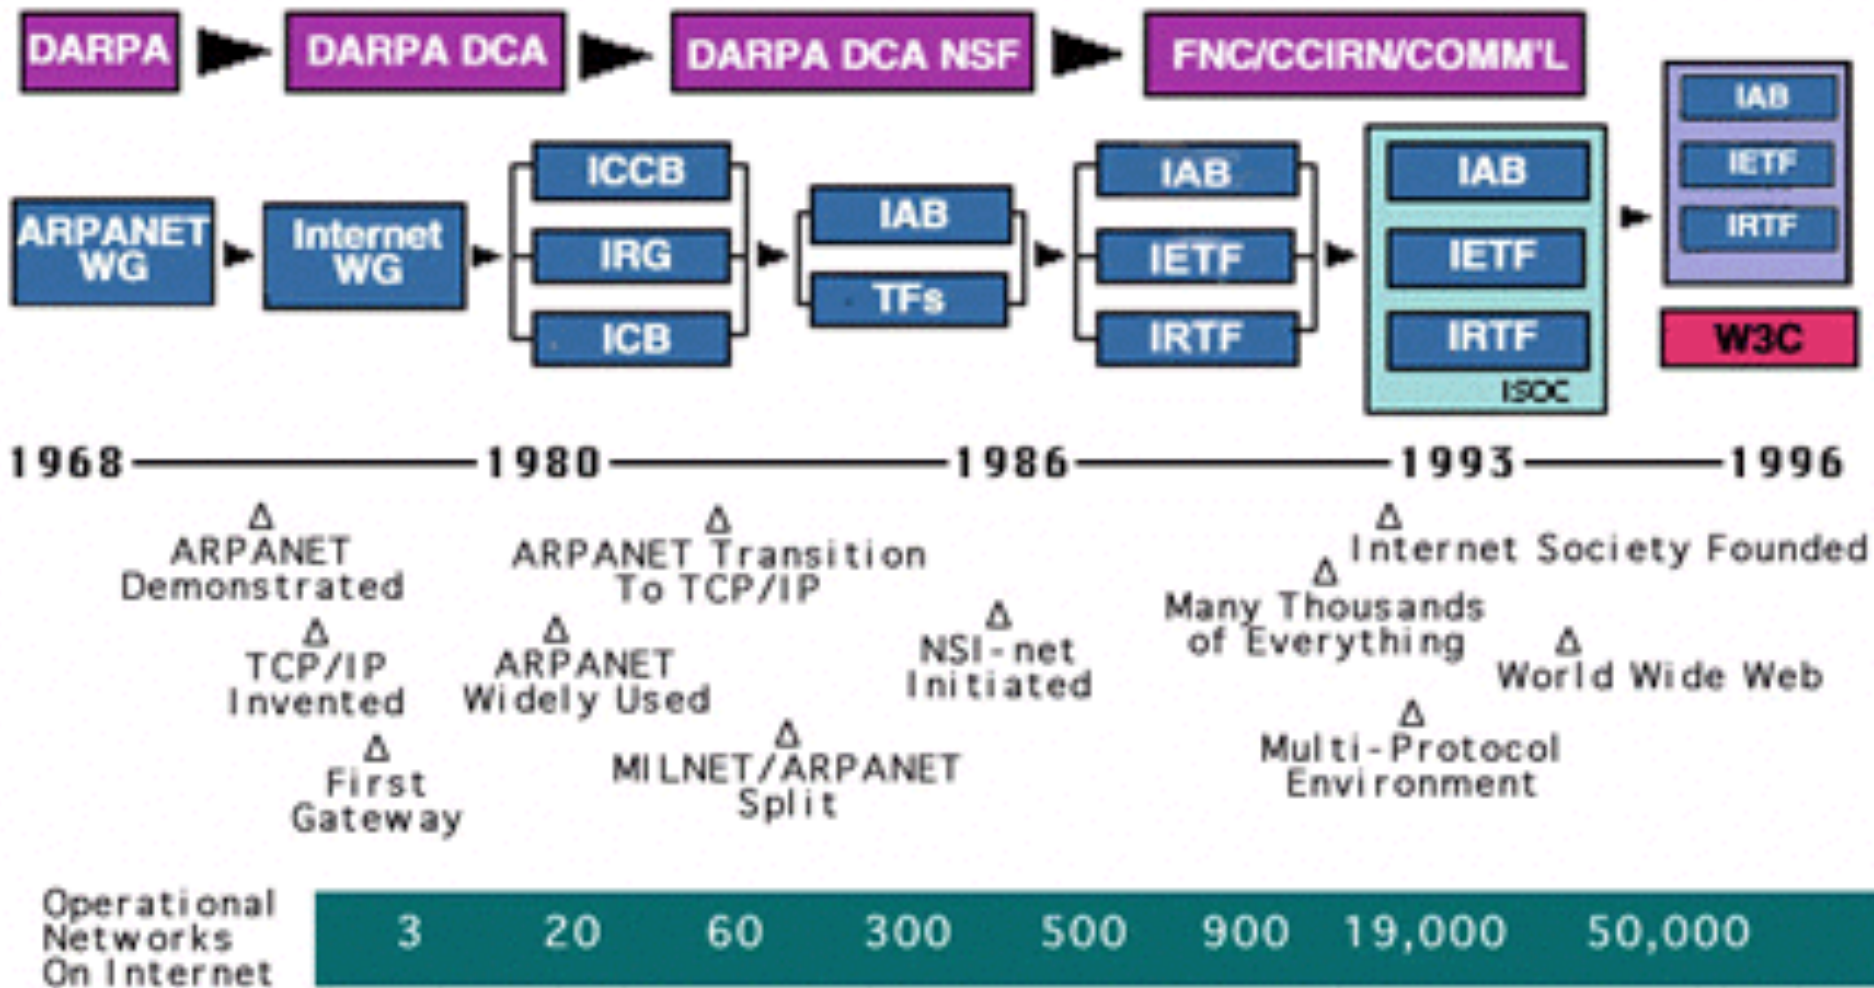 DARPA
DARPA DCA
DARPA DCA NSF
FNC/CCIRN/COMM'L
ARPANET
WG
Internet
WG
ICCB
IRG
ICB
IAB
TFs
IAB
IETF
IRTF
IAB
IETF
IRTF
ISOC
IAB
IETF
IRTF
W3C
1968
1980
1986
1993
1996
ARPANET
Demonstrated
TCP/IP
Invented
First
Gateway
ARPANET Transition
To TCP/IP
ARPANET
Widely Used
MILNET/ARPANET
Split
NSI-net
Initiated
Internet Society Founded
Many Thousands
of Everything
World Wide Web
Multi-Protocol
Environment
Operational
Networks
On Internet
3 20 60 300 500 900 19,000 50,000